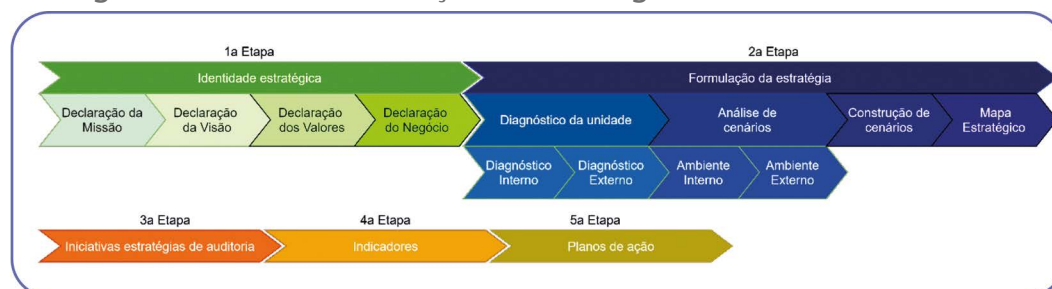 1a Etapa
2a Etapa
Identidade estratégica
Formulação da estratégia
Declaração da
Missão
Declaração
da Visão
Declaração
dos Valores
Declaração
do Negócio
Diagnóstico da unidade
Análise de
cenários
Construção de
cenários
Mapa
Estratégico
Diagnóstico
Interno
Diagnóstico
Externo
Ambiente
Interno
Ambiente
Externo
3a Etapa
4a Etapa
5a Etapa
Iniciativas estratégias de auditoria
Indicadores
Planos de ação